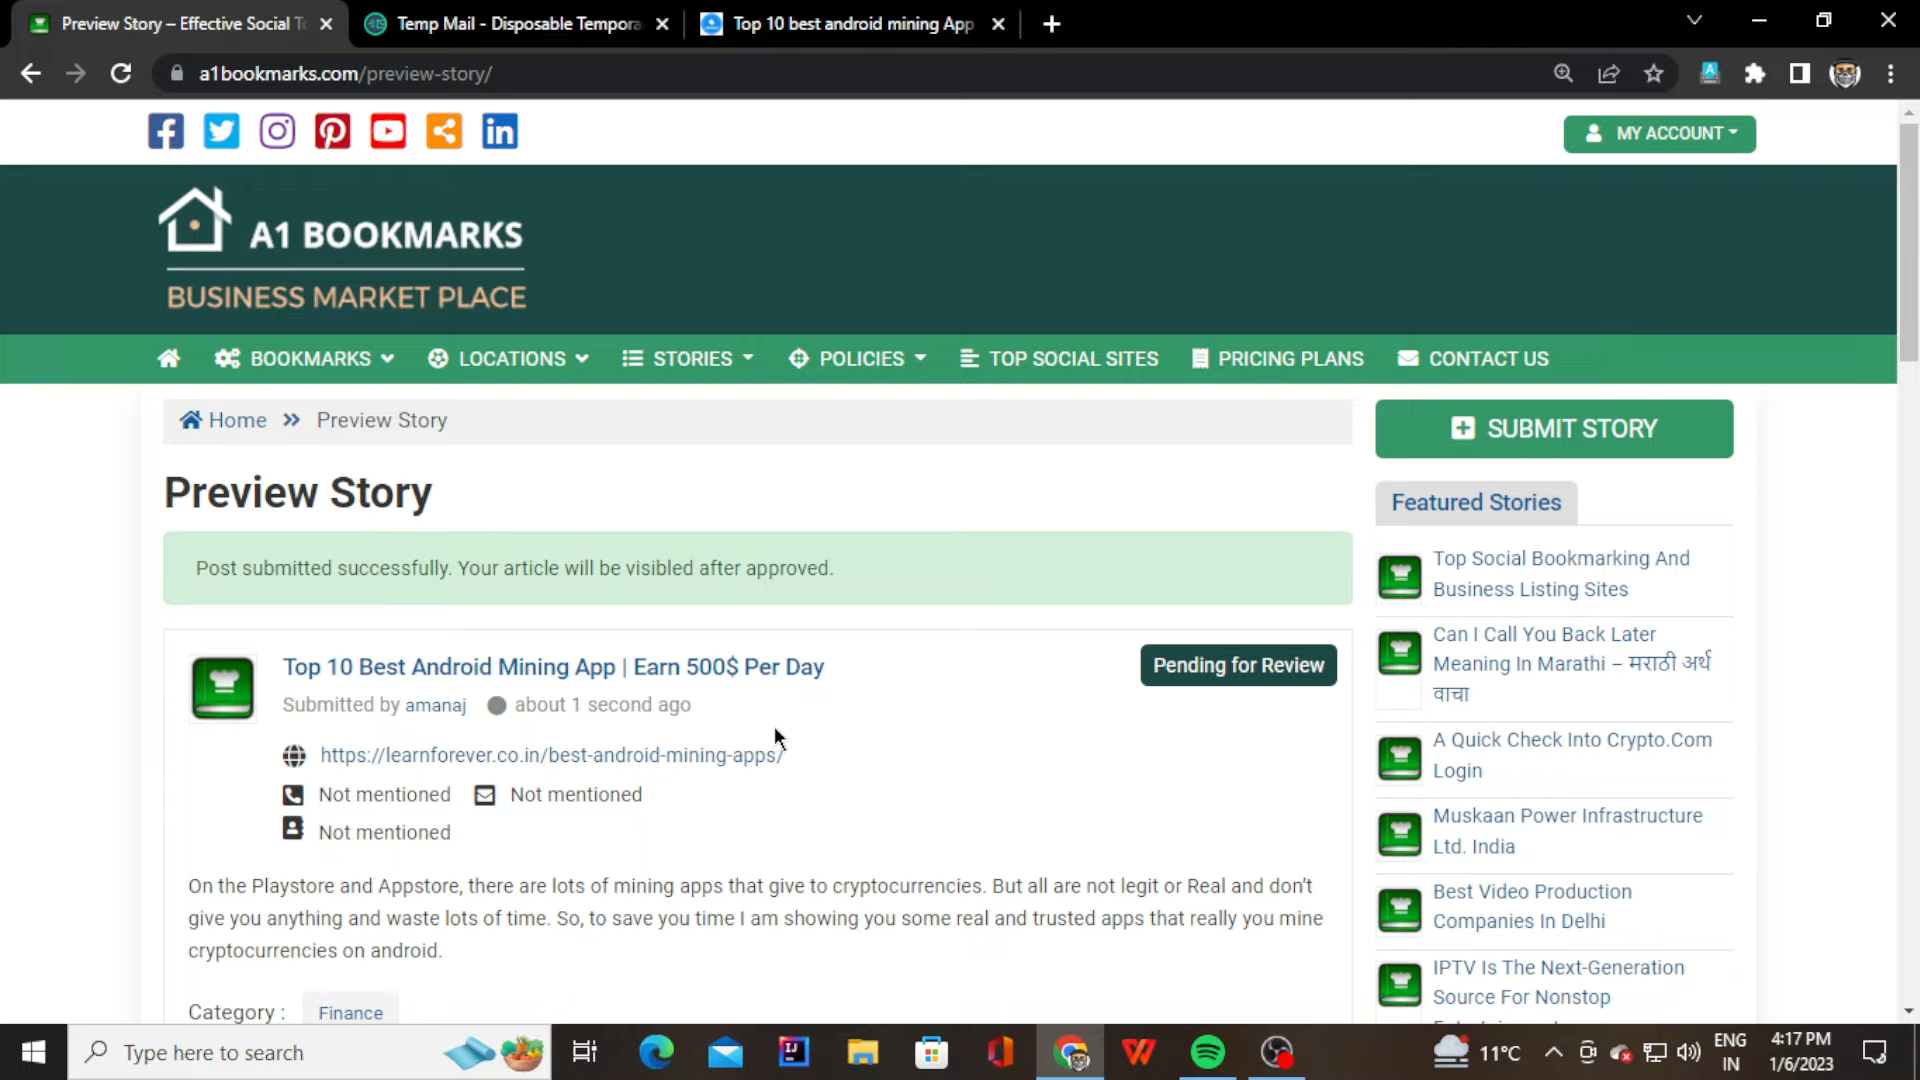 Preview Story – Effective Social To
Temp Mail - Disposable Tempora
Top 10 best android mining App
a1bookmarks.com/preview-story/
MY ACCOUNT
A1 BOOKMARKS
BUSINESS MARKET PLACE
BOOKMARKS
LOCATIONS
STORIES
POLICIES
TOP SOCIAL SITES
PRICING PLANS
CONTACT US
Home » Preview Story
SUBMIT STORY
Preview Story
Post submitted successfully. Your article will be visibled after approved.
Top 10 Best Android Mining App | Earn 500$ Per Day
Pending for Review
Submitted by amanaj about 1 second ago
https://learnforever.co.in/best-android-mining-apps/
Not mentioned Not mentioned
Not mentioned
On the Playstore and Appstore, there are lots of mining apps that give to cryptocurrencies. But all are not legit or Real and don't
give you anything and waste lots of time. So, to save you time I am showing you some real and trusted apps that really you mine
cryptocurrencies on android.
Category : Finance
Featured Stories
Top Social Bookmarking And
Business Listing Sites
Can I Call You Back Later
Meaning In Marathi – मराठी अर्थ
वाचा
A Quick Check Into Crypto.Com
Login
Muskaan Power Infrastructure
Ltd. India
Best Video Production
Companies In Delhi
IPTV Is The Next-Generation
Source For Nonstop
Type here to search
11°C
ENG
IN
4:17 PM
1/6/2023